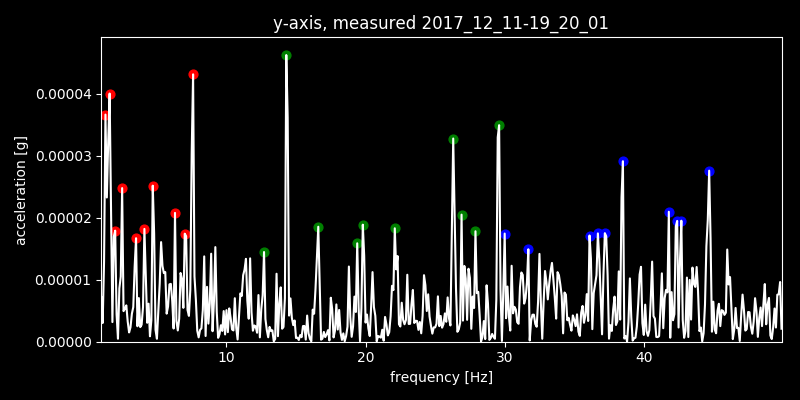 y-axis, measured 2017_12_11-19_20_01
acceleration [g]
0.00004
0.00003
0.00002
0.00001
0.00000
10 20 30 40
frequency [Hz]